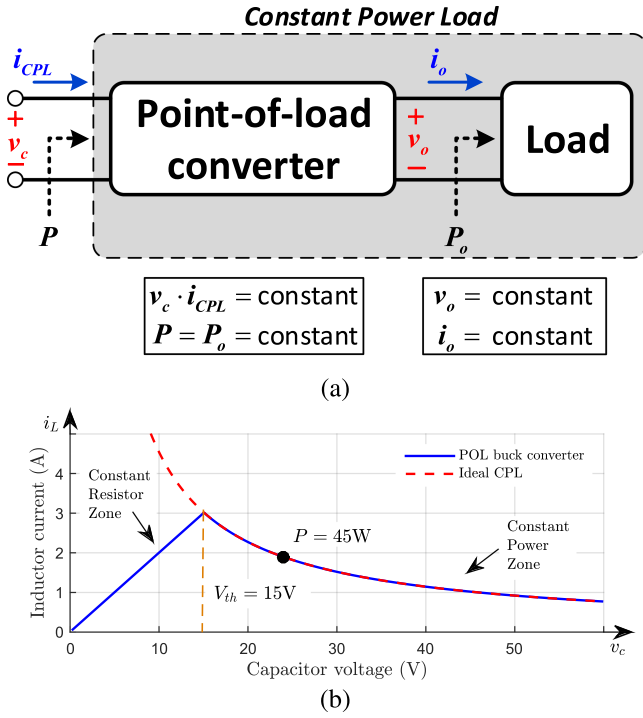 Constant Power Load
i_CPL
i_o
+
v_c
−
Point-of-load
converter
+
v_o
−
Load
P
P_o
v_c · i_CPL = constant
P = P_o = constant
v_o = constant
i_o = constant
(a)
i_L
5
4
3
2
1
0
Inductor current (A)
POL buck converter
Ideal CPL
Constant
Resistor
Zone
P = 45W
Constant
Power
Zone
V_th = 15V
0 10 20 30 40 50
v_c
Capacitor voltage (V)
(b)